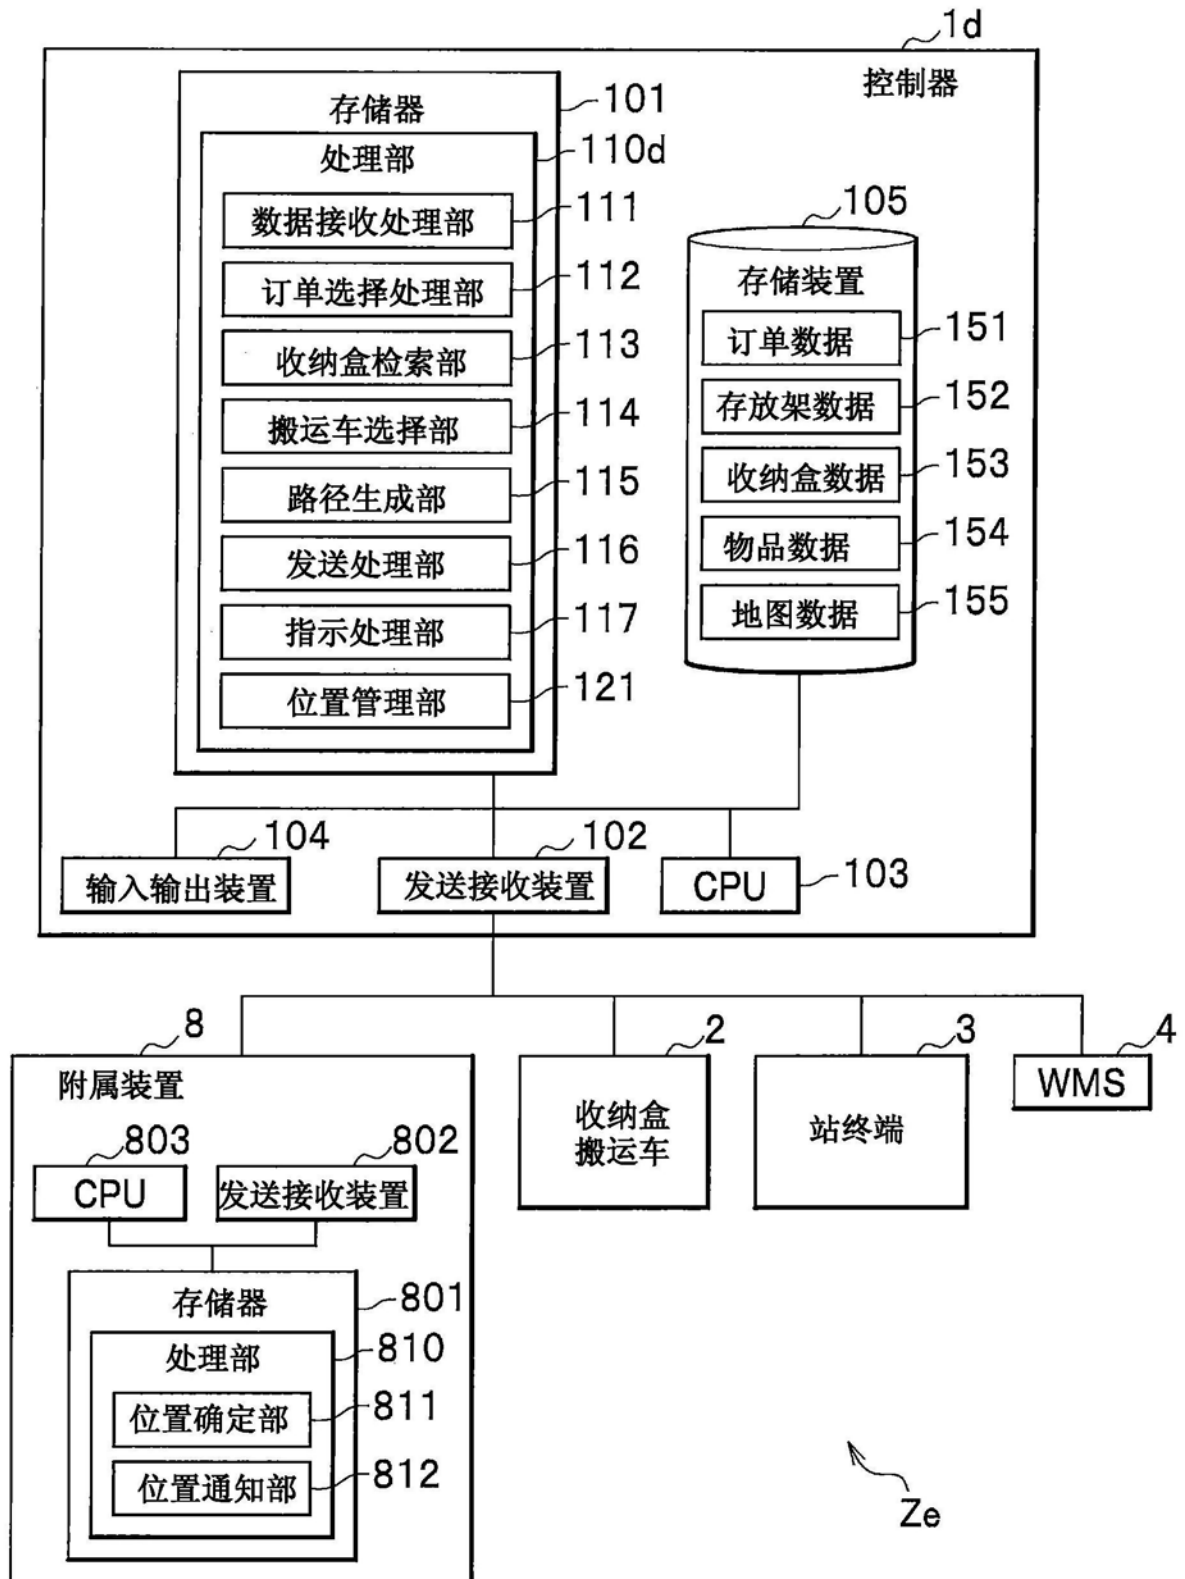 1d
控制器
存储器
101
处理部
110d
数据接收处理部
111
订单选择处理部
112
收纳盒检索部
113
搬运车选择部
114
路径生成部
115
发送处理部
116
指示处理部
117
位置管理部
121
105
存储装置
订单数据
151
存放架数据
152
收纳盒数据
153
物品数据
154
地图数据
155
104
输入输出装置
102
发送接收装置
CPU
103
8
附属装置
803
CPU
802
发送接收装置
存储器
801
处理部
810
位置确定部
811
位置通知部
812
2
收纳盒
搬运车
3
站终端
4
WMS
Ze